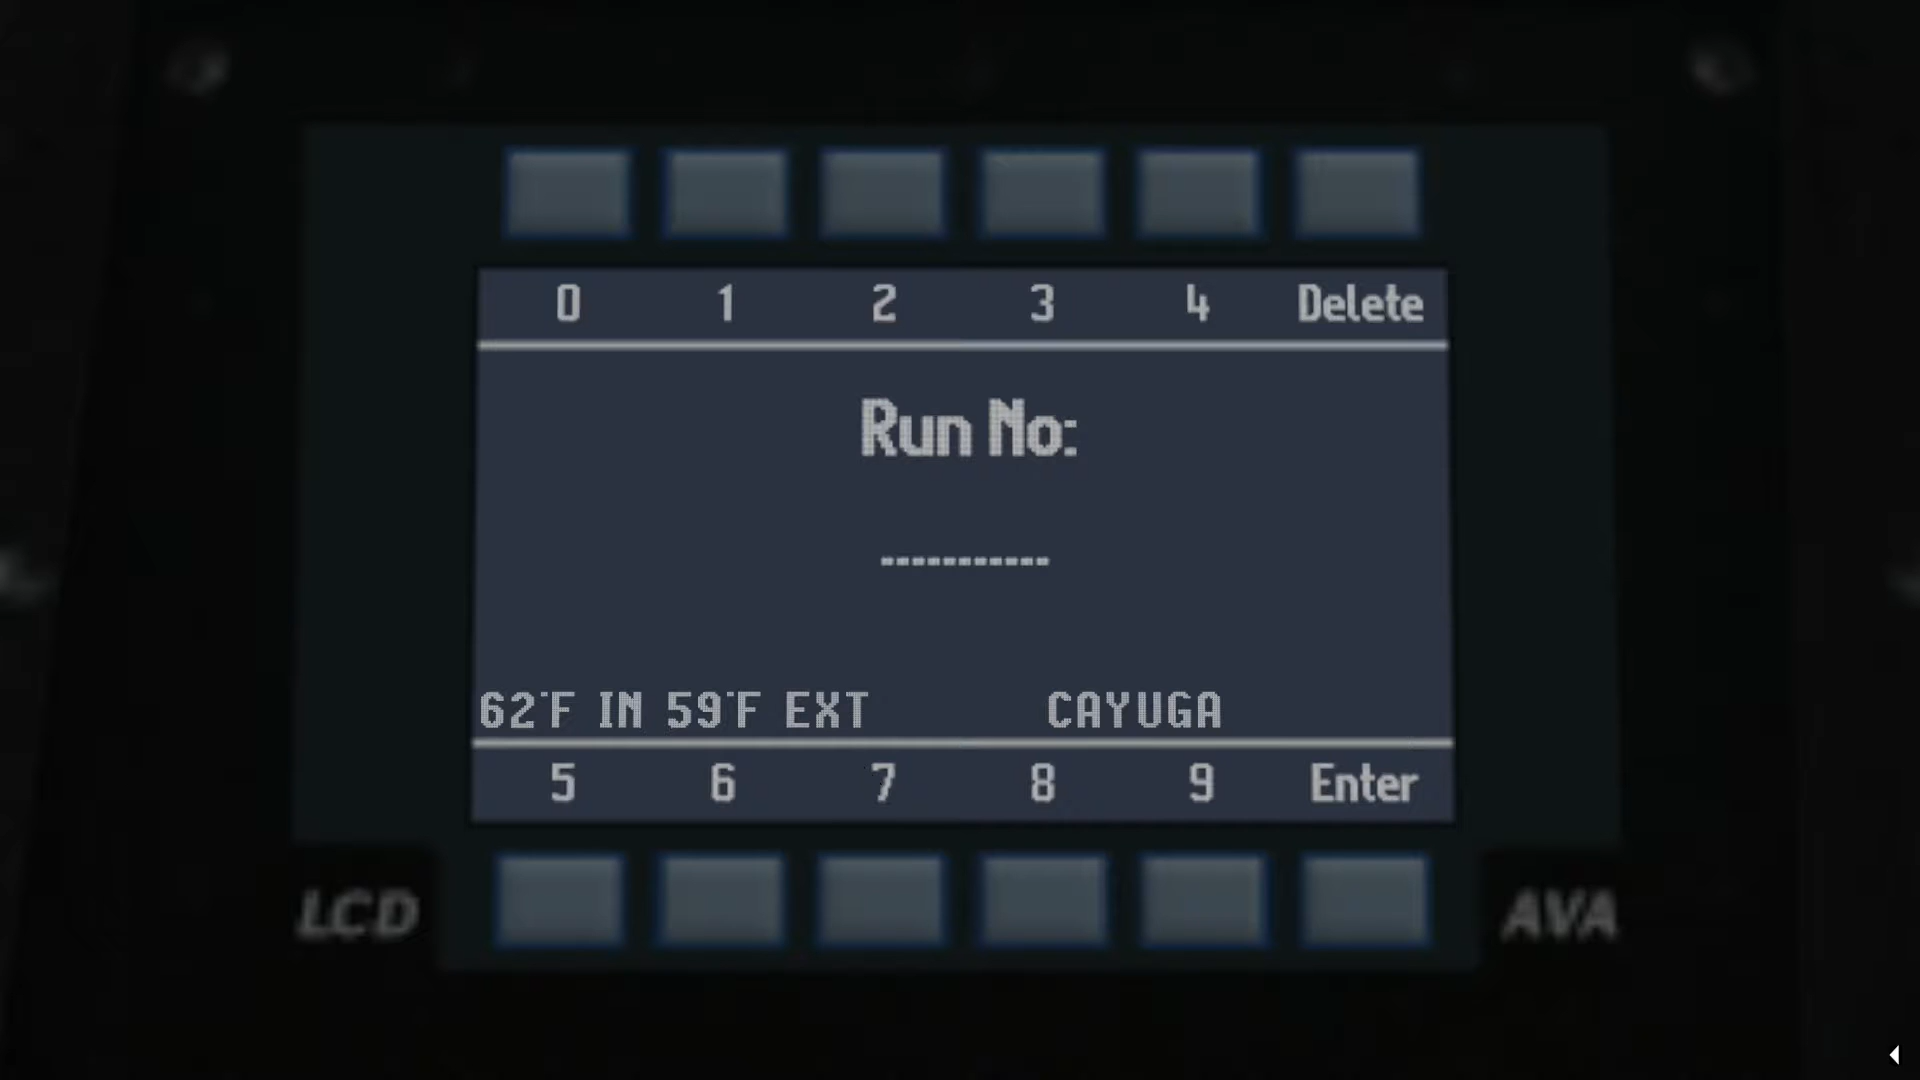 0 1 2 3 4 Delete
Run No:
-----------
62°F IN 59°F EXT CAYUGA
5 6 7 8 9 Enter
LCD AVA